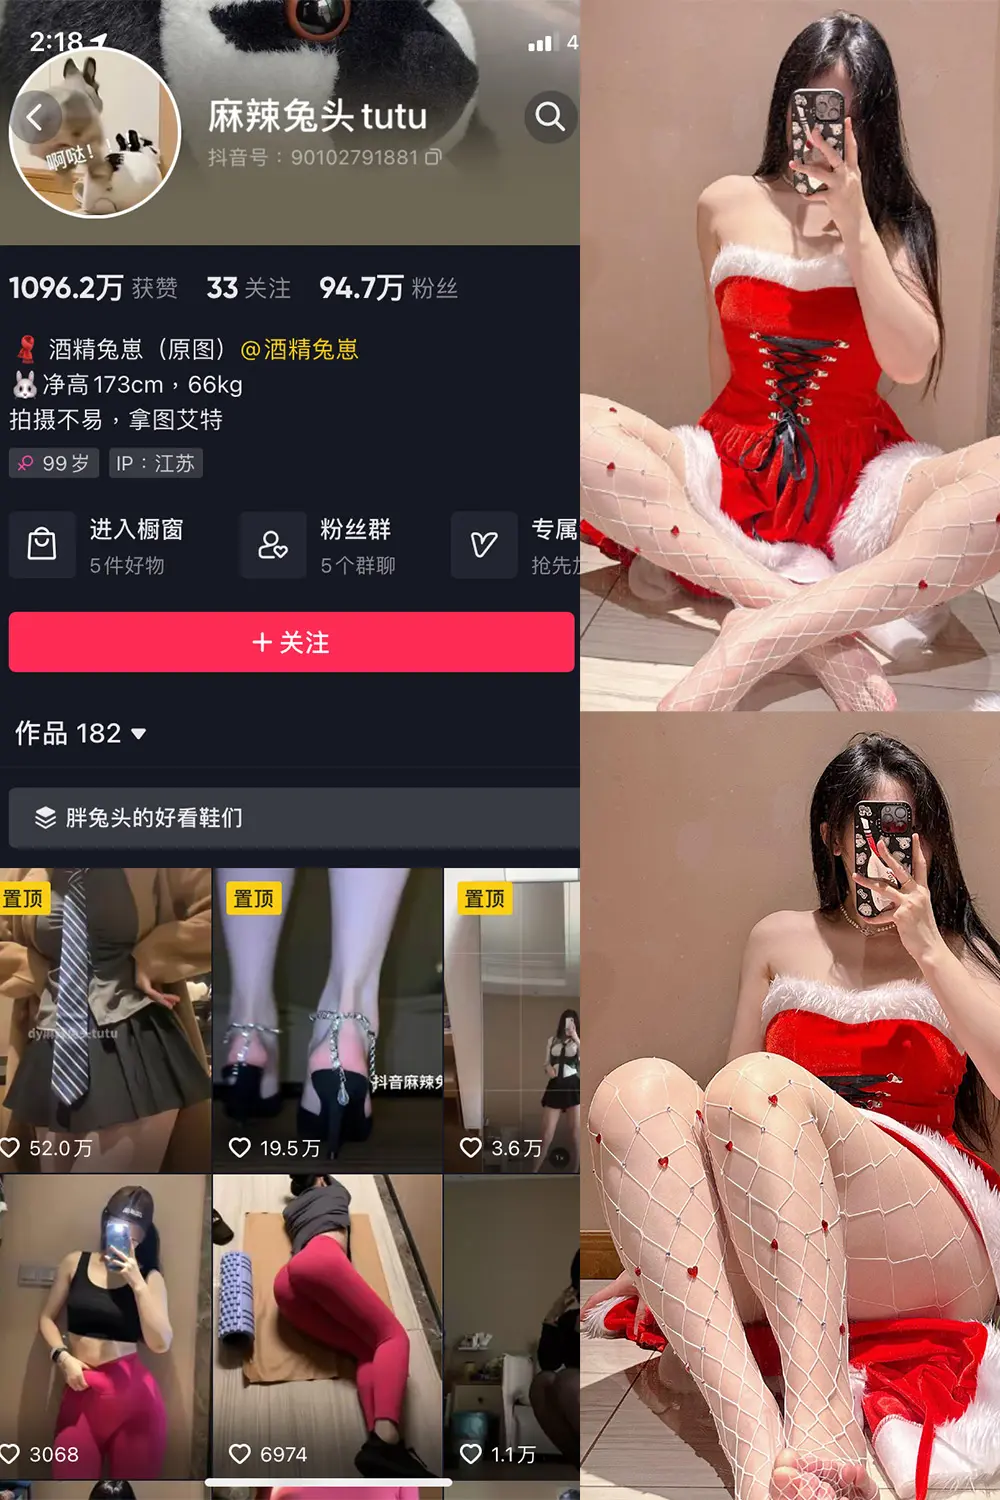 2:18
4
啊哒！！
麻辣兔头tutu
抖音号：90102791881
1096.2万 获赞 33 关注 94.7万 粉丝
酒精兔崽（原图）@酒精兔崽
净高173cm，66kg
拍摄不易，拿图艾特
99岁 IP：江苏
进入橱窗
5件好物
粉丝群
5个群聊
专属
抢先
+ 关注
作品 182
胖兔头的好看鞋们
置顶
52.0万
置顶
抖音麻辣兔
19.5万
置顶
3.6万
3068
6974
1.1万